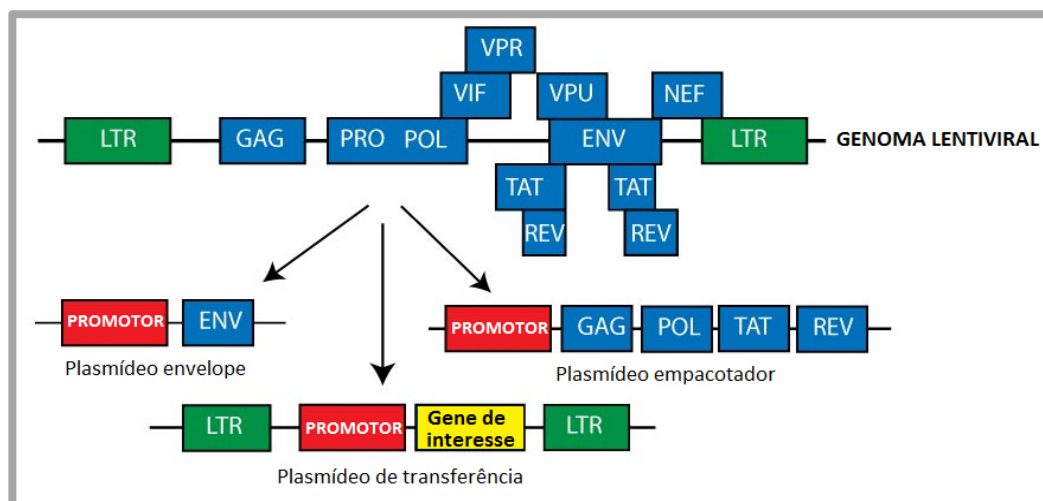 VPR
VIF VPU NEF
LTR GAG PRO POL ENV LTR GENOMA LENTIVIRAL
TAT TAT
REV REV
PROMOTOR ENV
Plasmídeo envelope
PROMOTOR GAG POL TAT REV
Plasmídeo empacotador
LTR PROMOTOR Gene de LTR
interesse
Plasmídeo de transferência